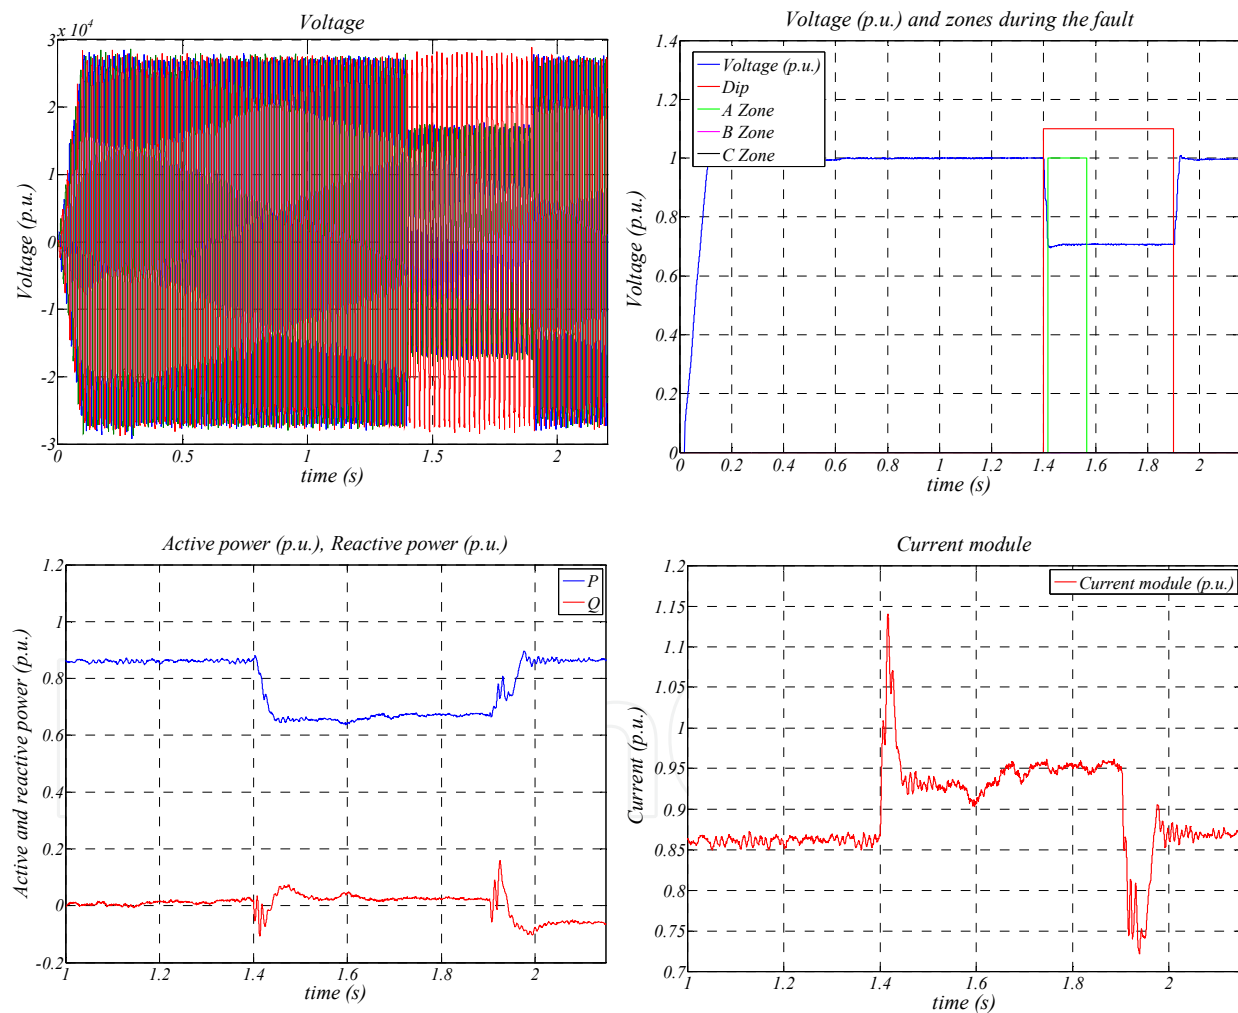 Voltage
x 10^4
3
2
1
0
-1
-2
-3
0 0.5 1 1.5 2
Voltage (p.u.)
time (s)
Voltage (p.u.) and zones during the fault
Voltage (p.u.)
Dip
A Zone
B Zone
C Zone
1.4
1.2
1
0.8
0.6
0.4
0.2
0
0 0.2 0.4 0.6 0.8 1 1.2 1.4 1.6 1.8 2
Voltage (p.u.)
time (s)
Active power (p.u.), Reactive power (p.u.)
P
Q
1.2
1
0.8
0.6
0.4
0.2
0
-0.2
1 1.2 1.4 1.6 1.8 2
Active and reactive power (p.u.)
time (s)
Current module
Current module (p.u.)
1.2
1.15
1.1
1.05
1
0.95
0.9
0.85
0.8
0.75
0.7
1 1.2 1.4 1.6 1.8 2
Current (p.u.)
time (s)